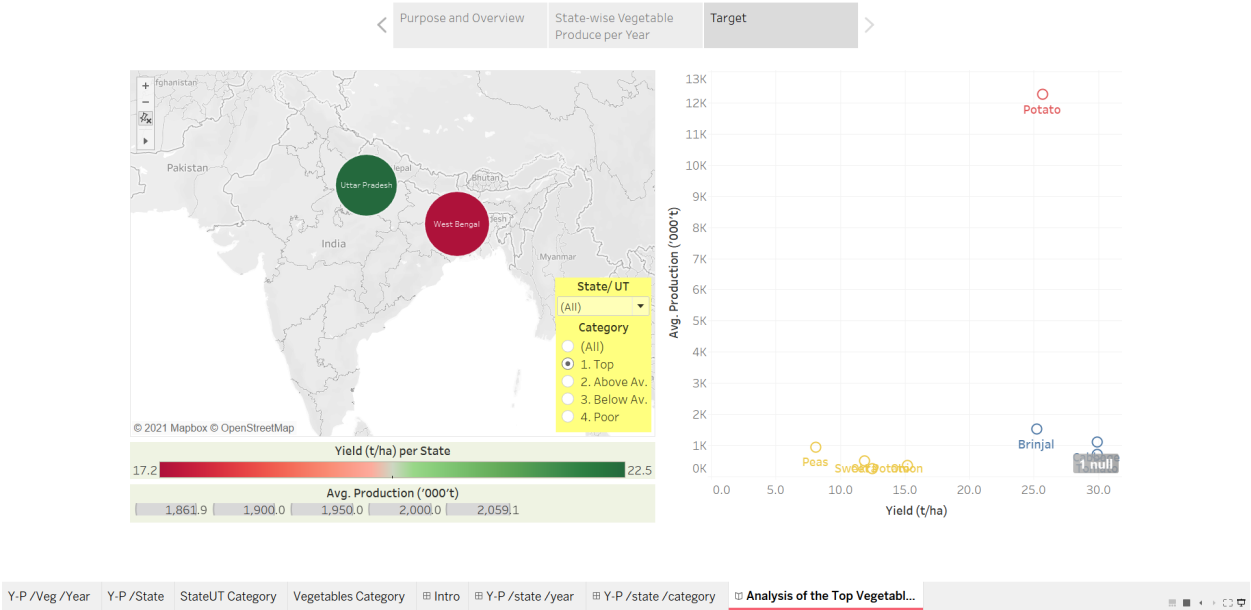 Purpose and Overview
State-wise Vegetable
Produce per Year
Target
fghanistan
Pakistan
Uttar Pradesh
epal
Bhutan
West Bengal
desh
India
Myanmar
State/ UT
(All)
Category
(All)
1. Top
2. Above Av.
3. Below Av.
4. Poor
© 2021 Mapbox © OpenStreetMap
Yield (t/ha) per State
17.2
22.5
Avg. Production ('000't)
1,861.9
1,900.0
1,950.0
2,000.0
2,059.1
13K
12K
11K
10K
9K
8K
7K
6K
5K
4K
3K
2K
1K
0K
Avg. Production ('000't)
Potato
Brinjal
Peas
Sweet Potato
1 null
0.0
5.0
10.0
15.0
20.0
25.0
30.0
Yield (t/ha)
Y-P /Veg /Year
Y-P /State
StateUT Category
Vegetables Category
Intro
Y-P /state /year
Y-P /state /category
Analysis of the Top Vegetabl...